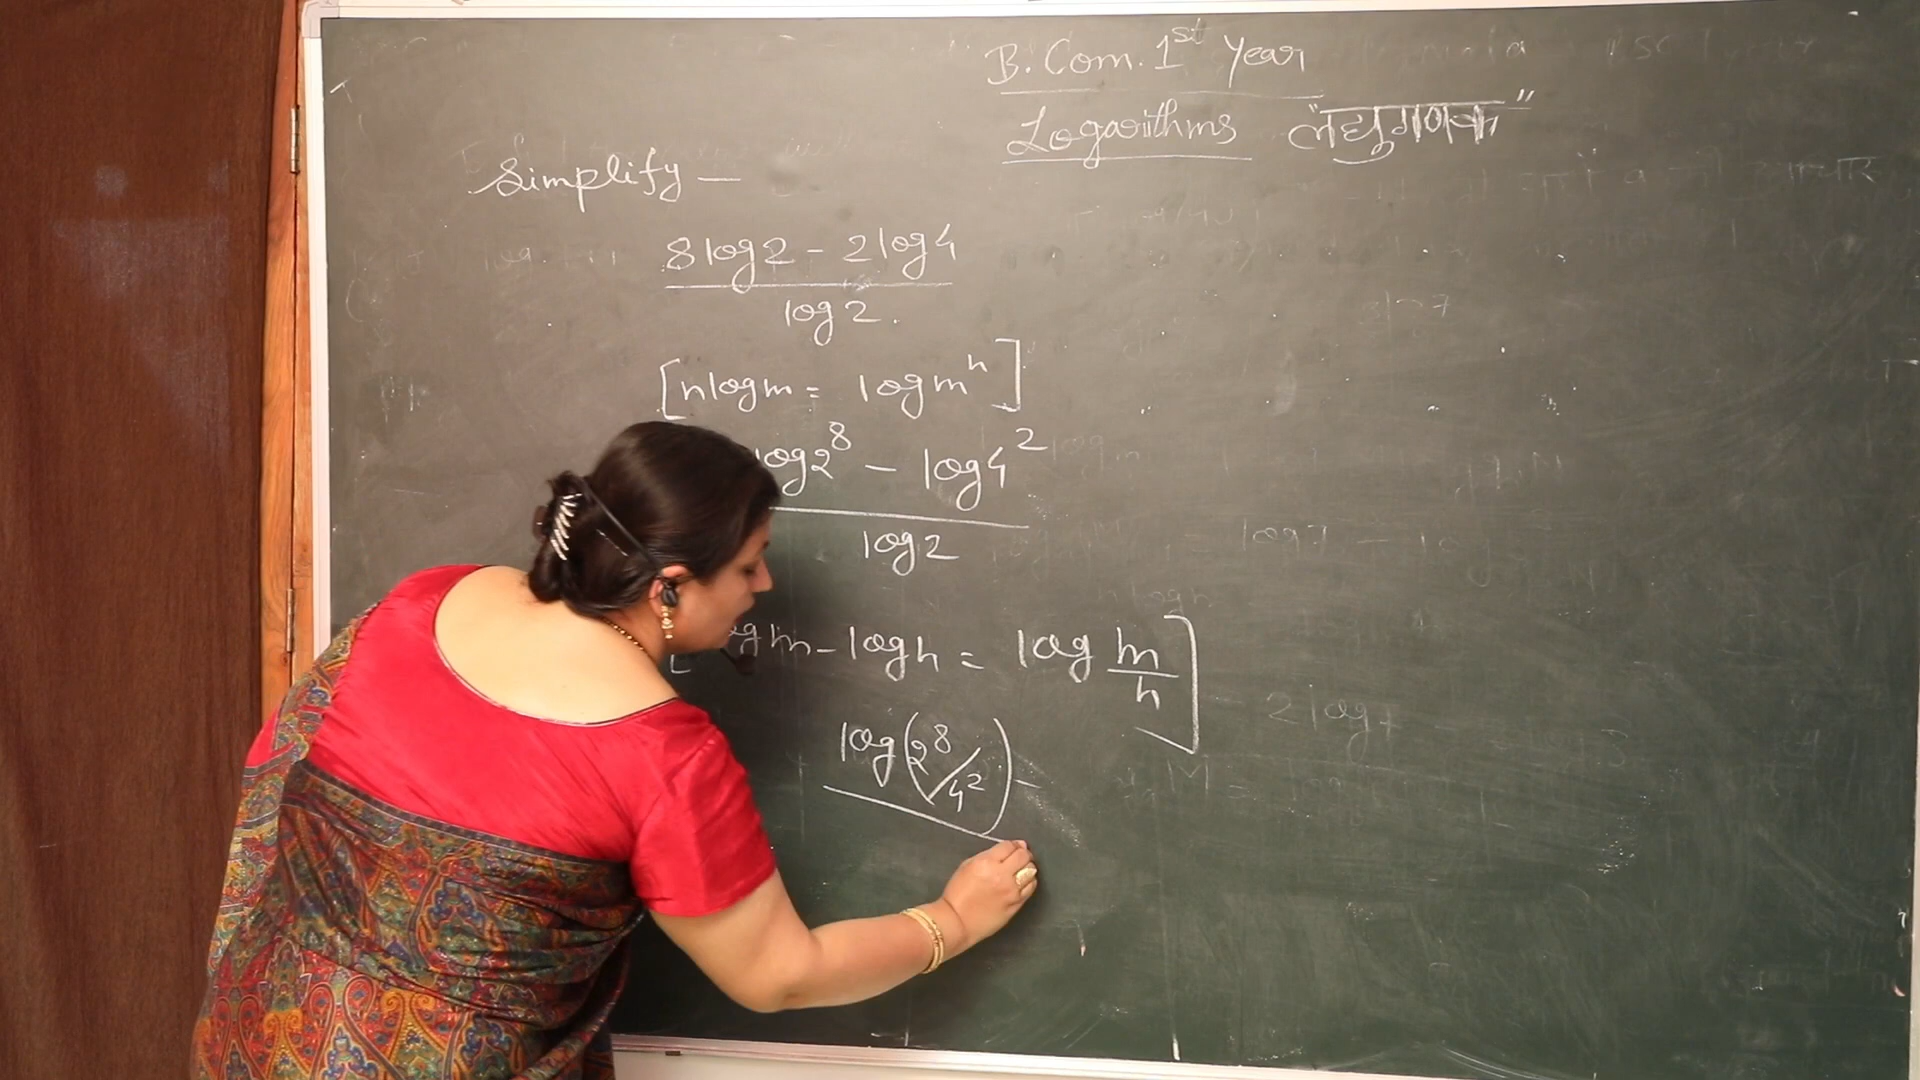 B. Com. 1st Year
Logarithms "लघुगणक"
Simplify —
8 log 2 - 2 log 4
log 2.
[n log m = log m^n]
log 2^8 - log 4^2
log 2
log m - log n = log m/n]
log (2^8/4^2) -